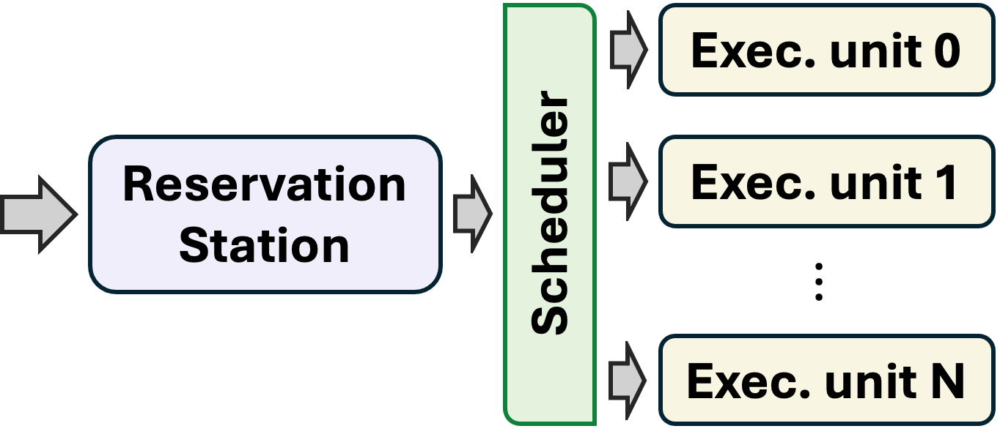 Reservation
Station
Scheduler
Exec. unit 0
Exec. unit 1
⋮
Exec. unit N